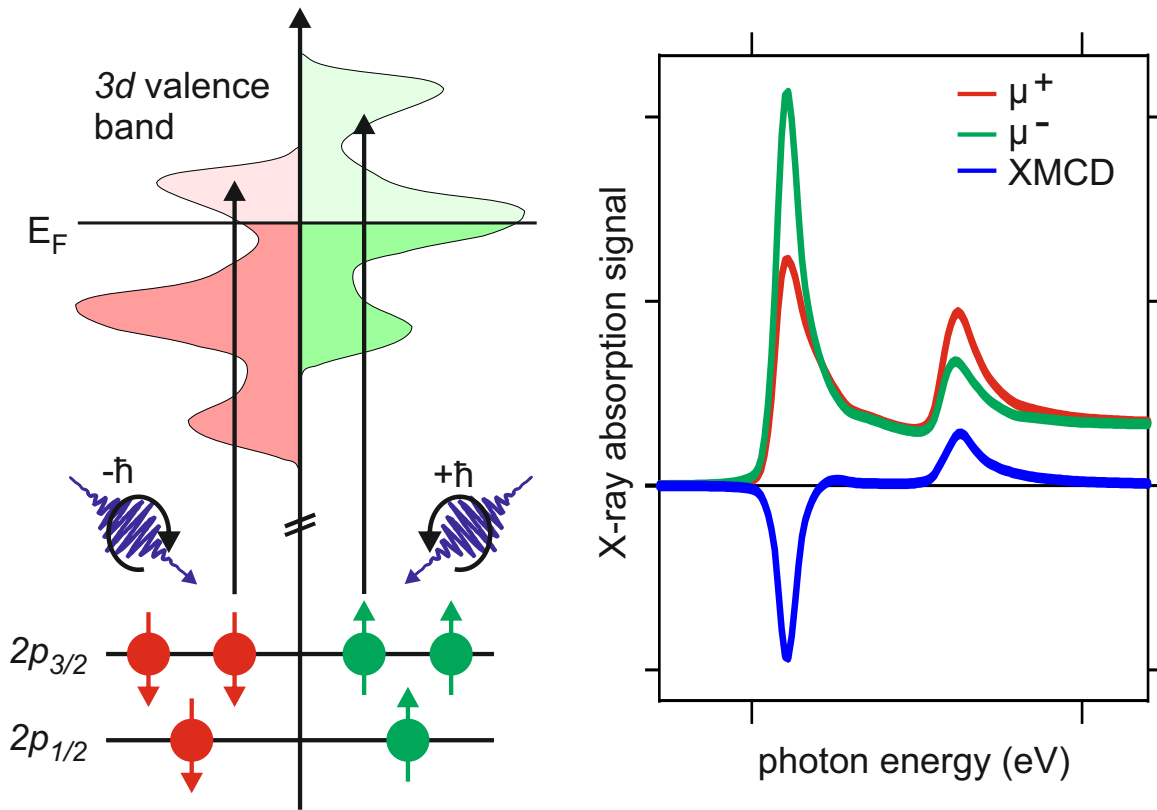 3d valence
band
E_F
-ħ
+ħ
2p_3/2
2p_1/2
μ⁺
μ⁻
XMCD
X-ray absorption signal
photon energy (eV)